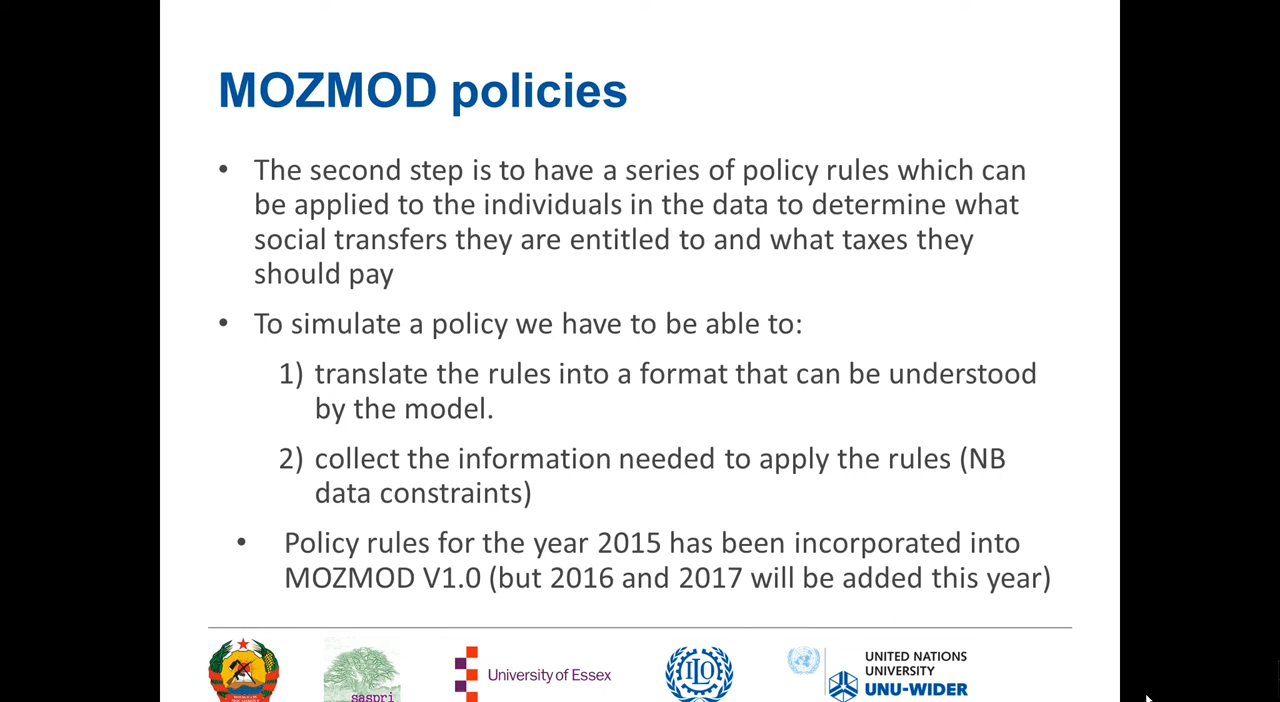 MOZMOD policies
• The second step is to have a series of policy rules which can
be applied to the individuals in the data to determine what
social transfers they are entitled to and what taxes they
should pay
• To simulate a policy we have to be able to:
1) translate the rules into a format that can be understood
by the model.
2) collect the information needed to apply the rules (NB
data constraints)
• Policy rules for the year 2015 has been incorporated into
MOZMOD V1.0 (but 2016 and 2017 will be added this year)
saspri
University of Essex
ILO
UNITED NATIONS
UNIVERSITY
UNU-WIDER